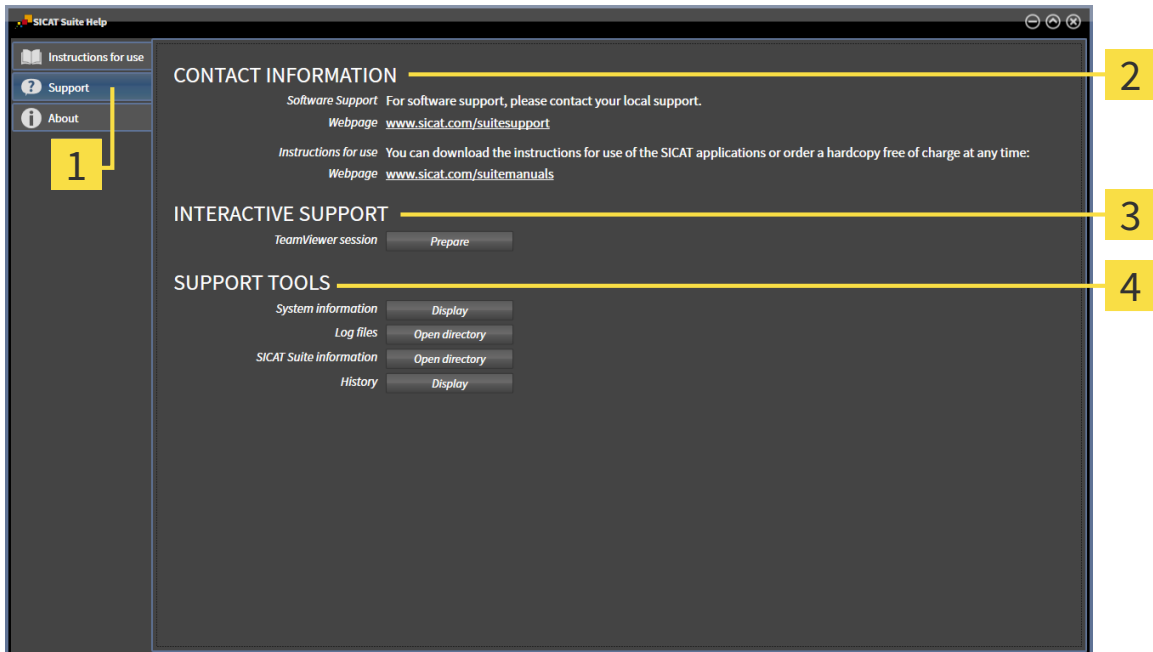 SICAT Suite Help
Instructions for use
Support
About
1
CONTACT INFORMATION
2
Software Support For software support, please contact your local support.
Webpage www.sicat.com/suitesupport
Instructions for use You can download the instructions for use of the SICAT applications or order a hardcopy free of charge at any time:
Webpage www.sicat.com/suitemanuals
INTERACTIVE SUPPORT
3
TeamViewer session Prepare
SUPPORT TOOLS
4
System information Display
Log files Open directory
SICAT Suite information Open directory
History Display